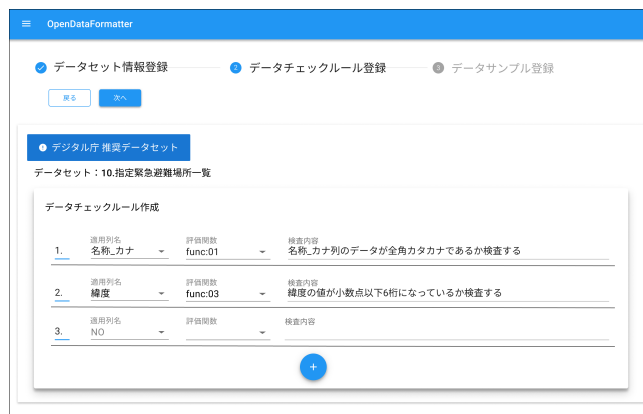 OpenDataFormatter
データセット情報登録
2 データチェックルール登録
3 データサンプル登録
戻る
次へ
デジタル庁 推奨データセット
データセット：10.指定緊急避難場所一覧
データチェックルール作成
適用列名 評価関数 検査内容
1. 名称_カナ func:01 名称_カナ列のデータが全角カタカナであるか検査する
適用列名 評価関数 検査内容
2. 緯度 func:03 緯度の値が小数点以下6桁になっているか検査する
適用列名 評価関数 検査内容
3. NO
+